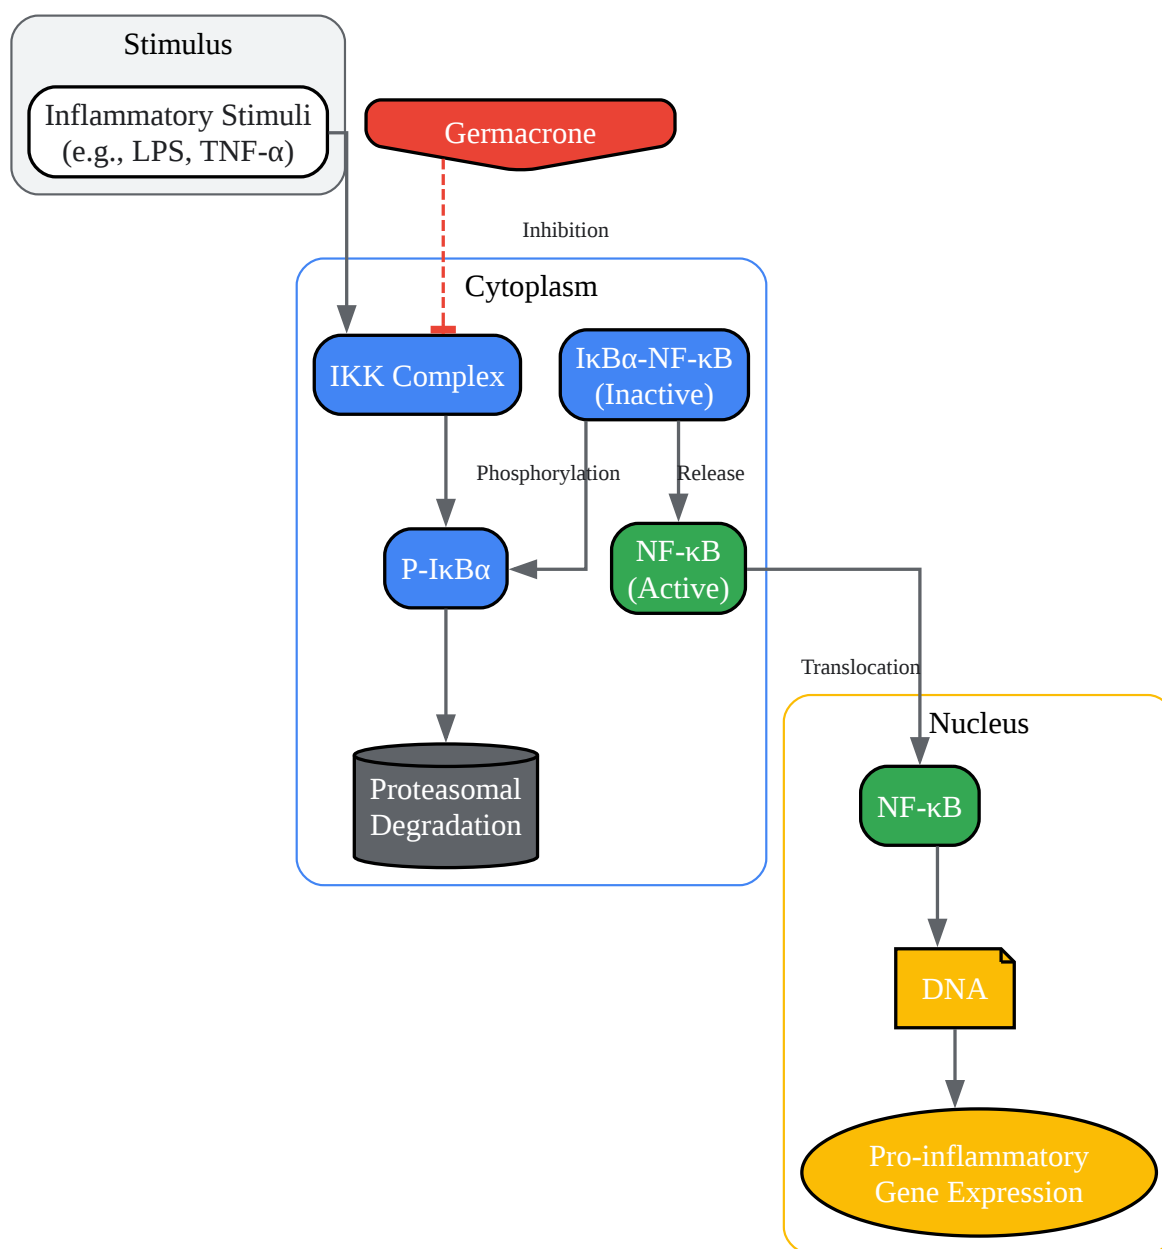 Stimulus
Inflammatory Stimuli
(e.g., LPS, TNF-α)
Germacrone
Inhibition
Cytoplasm
IKK Complex
IκBα-NF-κB
(Inactive)
Phosphorylation
Release
P-IκBα
NF-κB
(Active)
Translocation
Nucleus
Proteasomal
Degradation
NF-κB
DNA
Pro-inflammatory
Gene Expression